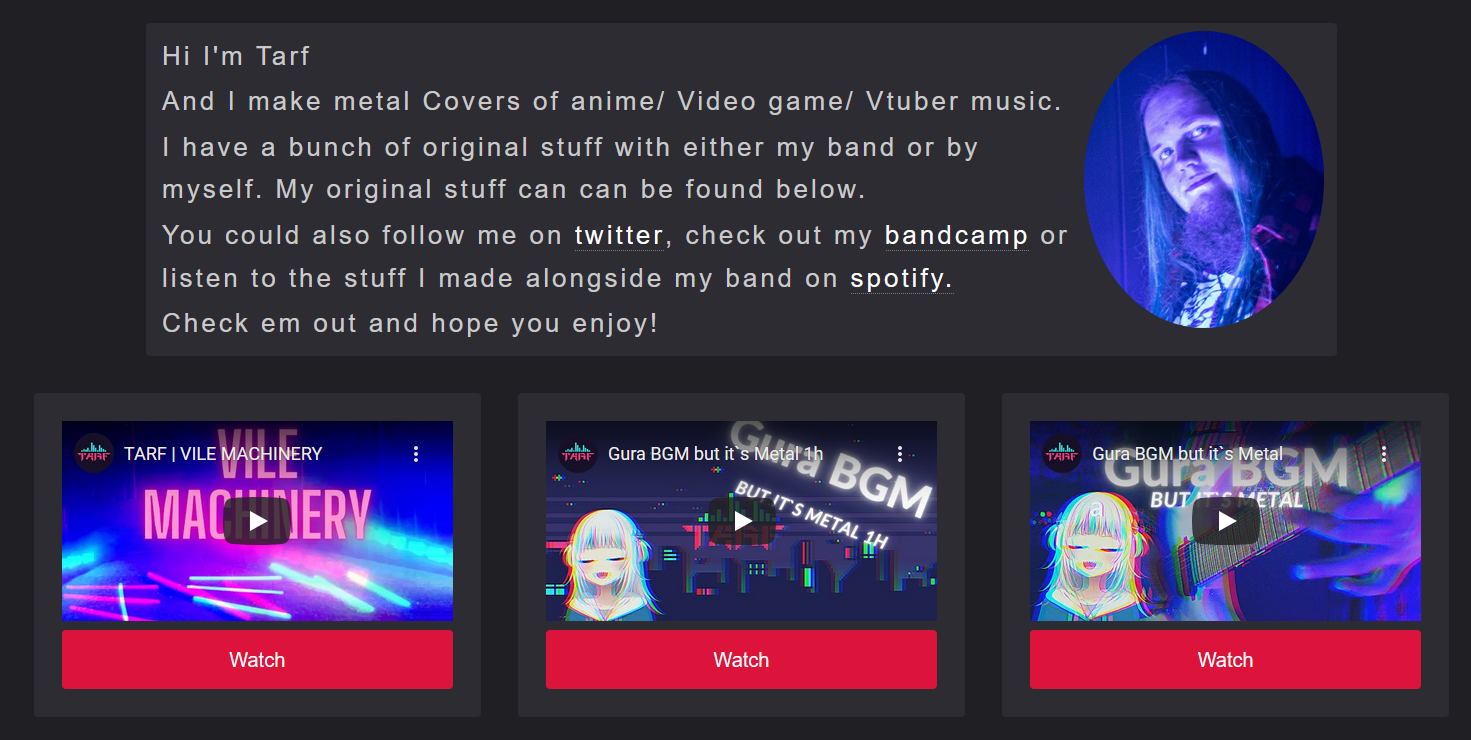 Hi I'm Tarf
And I make metal Covers of anime/ Video game/ Vtuber music.
I have a bunch of original stuff with either my band or by
myself. My original stuff can can be found below.
You could also follow me on twitter, check out my bandcamp or
listen to the stuff I made alongside my band on spotify.
Check em out and hope you enjoy!
TARF
TARF | VILE MACHINERY
VILE
MACHINERY
Watch
TARF
Gura BGM but it`s Metal 1h
Gura BGM
BUT IT`S METAL 1H
TARF
Watch
TARF
Gura BGM but it`s Metal
Gura BGM
BUT IT`S METAL
a
Watch